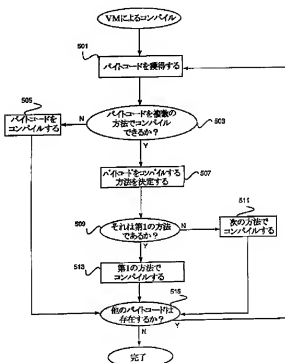 VMによるコンパイル
501
バイトコードを獲得する
505
バイトコードを
コンパイルする
N
バイトコードを複数の
方法でコンパイル
できるか?
503
Y
バイトコードをコンパイルする
方法を決定する
507
509
それは第1の方法
であるか?
N
511
次の方法で
コンパイルする
Y
513
第1の方法で
コンパイルする
515
他のバイトコードは
存在するか?
N
Y
完了